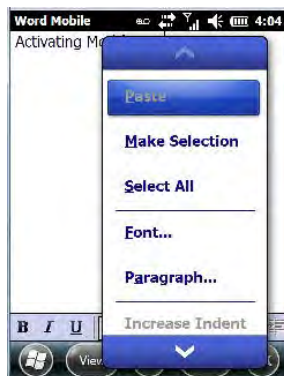 Word Mobile 4:04
Activating Mo
Paste
Make Selection
Select All
Font...
Paragraph...
Increase Indent
B I U
View